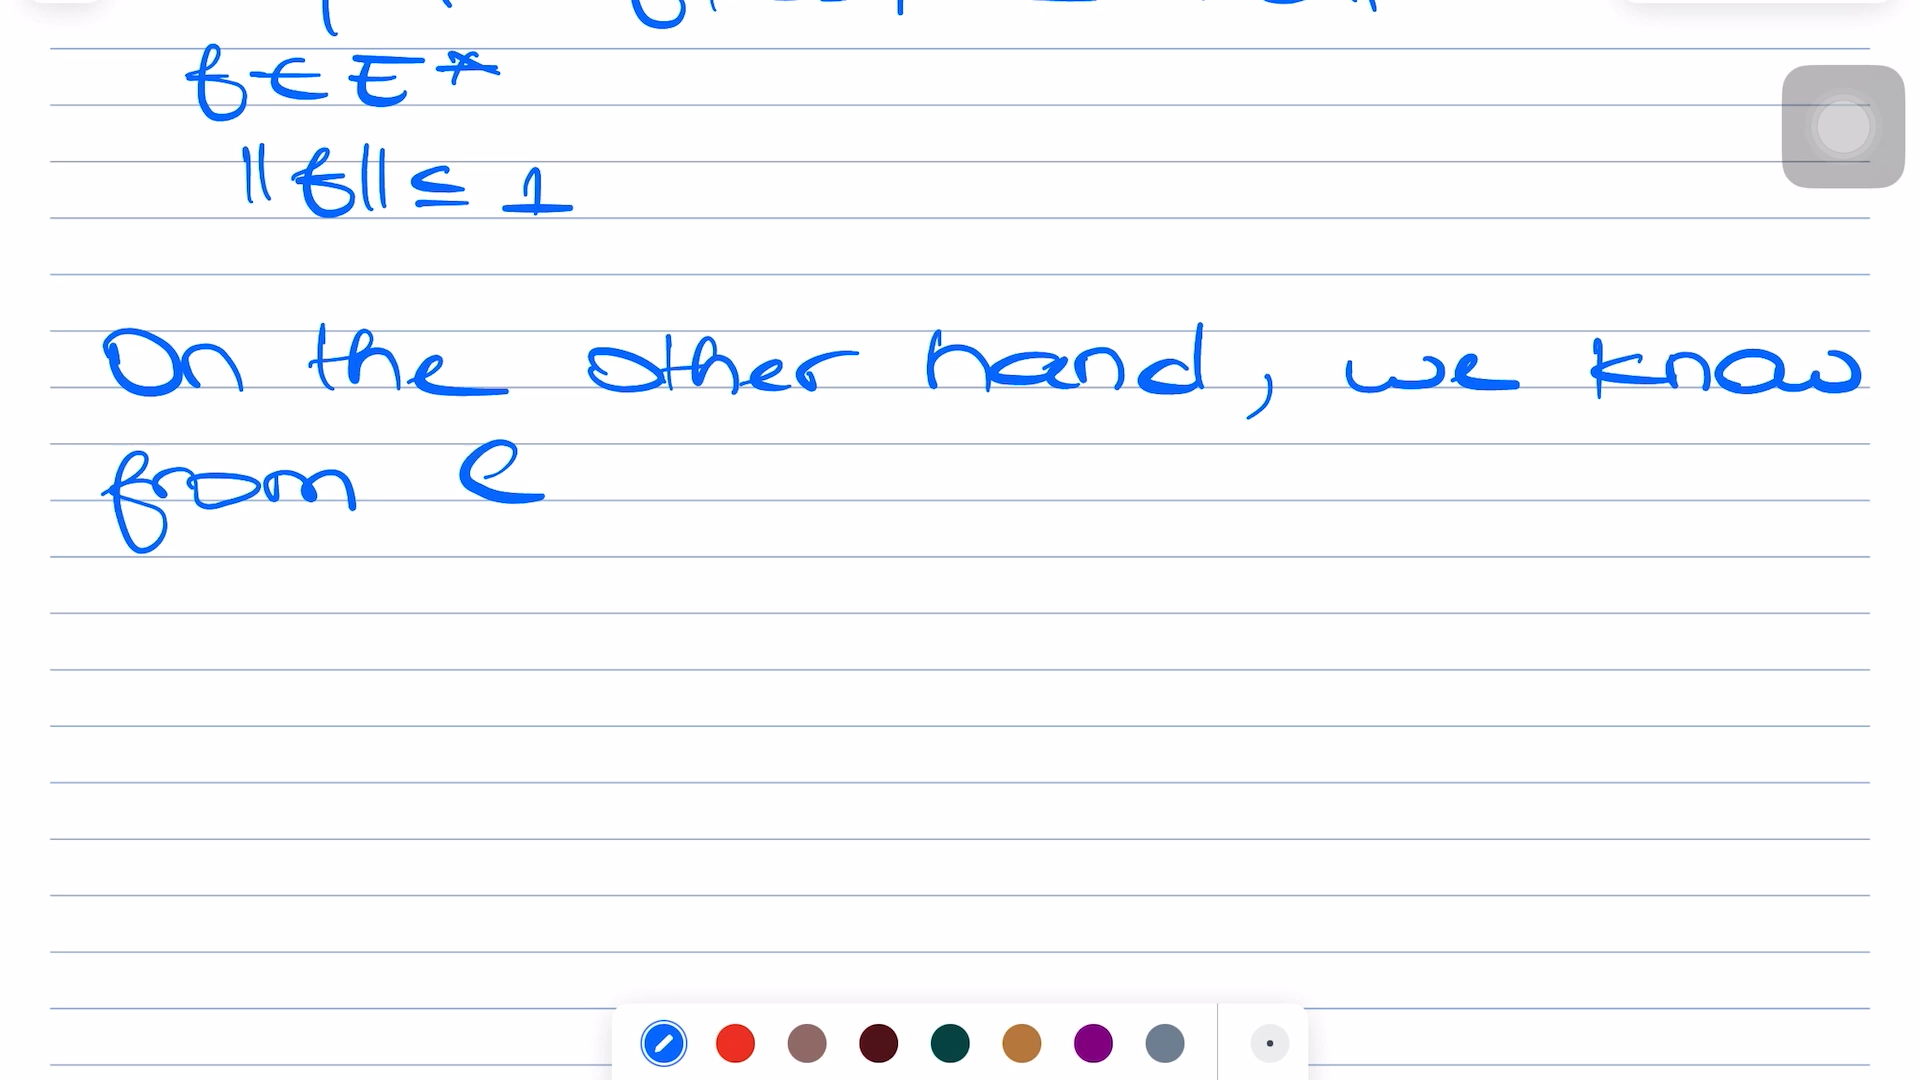 f ∈ E*
||f|| ≤ 1
On the other hand, we know
from C